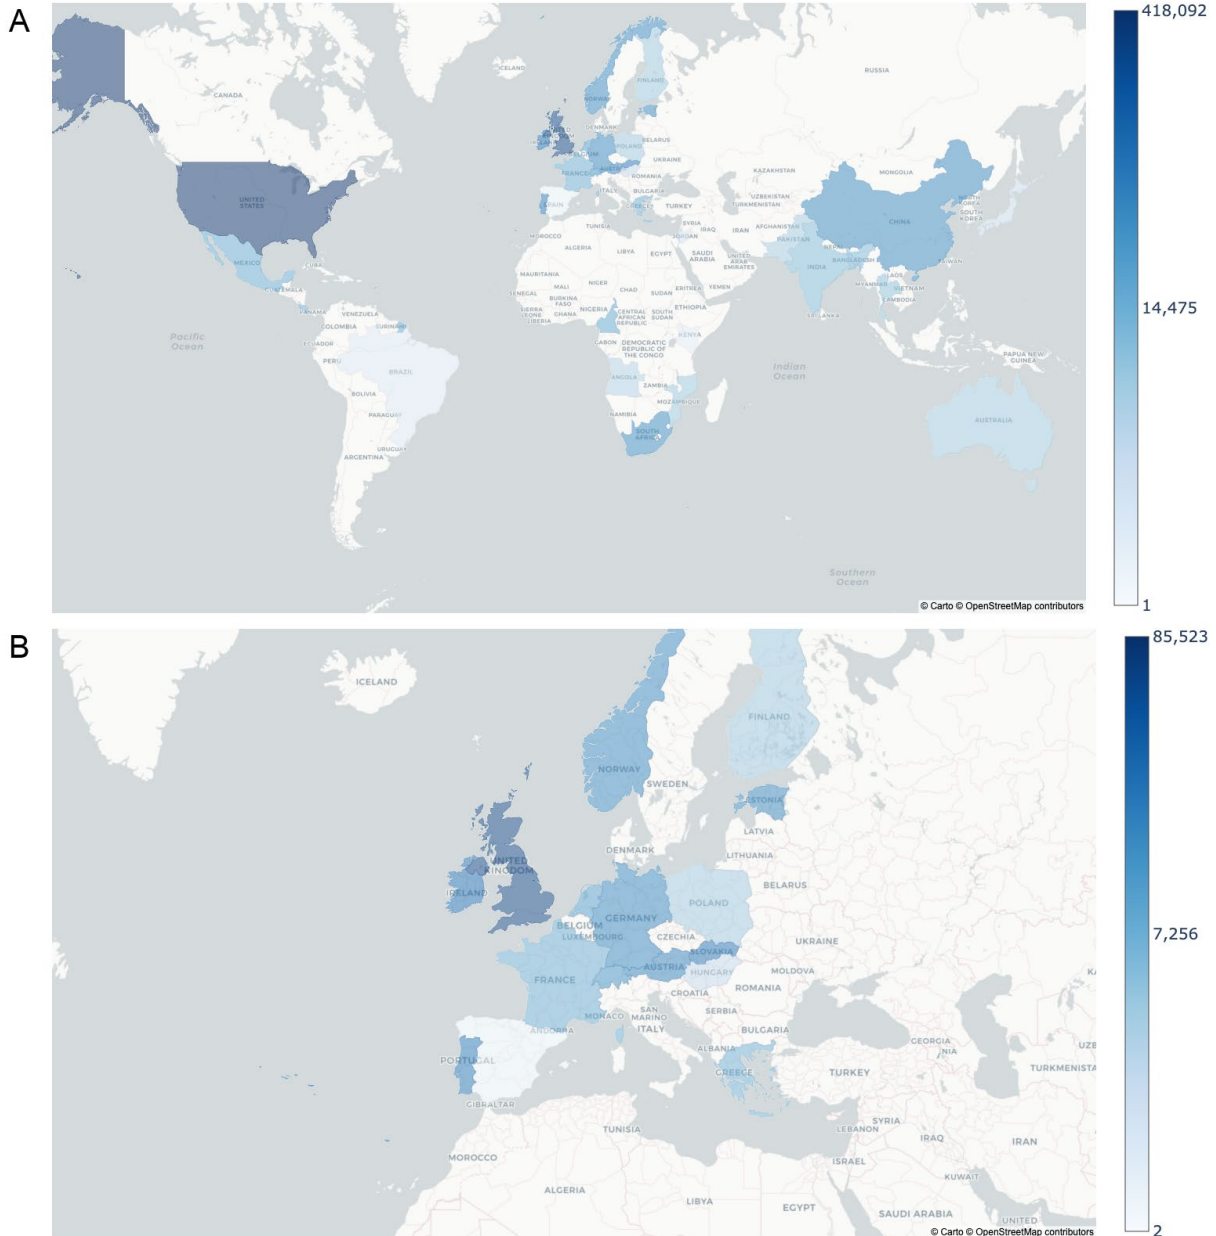 A
418,092
ICELAND
RUSSIA
CANADA
FINLAND
NORWAY
DENMARK
BELARUS
POLAND
BELGIUM
UKRAINE
KAZAKHSTAN
MONGOLIA
FRANCE
ROMANIA
ITALY
BULGARIA
UZBEKISTAN
UNITED
STATES
SPAIN
GREECE
TURKEY
TURKMENISTAN
SOUTH
KOREA
CHINA
TUNISIA
SYRIA
AFGHANISTAN
MOROCCO
IRAQ
IRAN
JORDAN
PAKISTAN
ALGERIA
LIBYA
EGYPT
SAUDI
ARABIA
UNITED
ARAB
EMIRATES
NEPAL
BANGLADESH
TAIWAN
MEXICO
CUBA
INDIA
MAURITANIA
MYANMAR
LAOS
MALI
NIGER
CHAD
SUDAN
ERITREA
YEMEN
VIETNAM
GUATEMALA
SENEGAL
BURKINA
FASO
CAMBODIA
14,475
PANAMA
VENEZUELA
SIERRA
LEONE
GHANA
NIGERIA
CENTRAL
AFRICAN
REPUBLIC
SOUTH
SUDAN
ETHIOPIA
SRI LANKA
LIBERIA
COLOMBIA
SURINAME
Pacific
Ocean
ECUADOR
GABON
DEMOCRATIC
REPUBLIC OF
THE CONGO
KENYA
PAPUA NEW
GUINEA
PERU
BRAZIL
Indian
Ocean
ANGOLA
ZAMBIA
BOLIVIA
MOZAMBIQUE
PARAGUAY
NAMIBIA
AUSTRALIA
SOUTH
AFRICA
URUGUAY
ARGENTINA
Southern
Ocean
© Carto © OpenStreetMap contributors
1
B
85,523
ICELAND
FINLAND
NORWAY
SWEDEN
ESTONIA
LATVIA
DENMARK
LITHUANIA
UNITED
KINGDOM
BELARUS
IRELAND
POLAND
GERMANY
BELGIUM
LUXEMBOURG
CZECHIA
UKRAINE
7,256
SLOVAKIA
AUSTRIA
HUNGARY
MOLDOVA
FRANCE
CROATIA
ROMANIA
SERBIA
MONACO
SAN
MARINO
ITALY
ANDORRA
BULGARIA
GEORGIA
ALBANIA
NIA
UZB
PORTUGAL
GREECE
TURKEY
TURKMENISTA
GIBRALTAR
SYRIA
TUNISIA
LEBANON
IRAQ
IRAN
MOROCCO
ISRAEL
KUWAIT
ALGERIA
LIBYA
EGYPT
SAUDI ARABIA
UNITED
© Carto © OpenStreetMap contributors
2